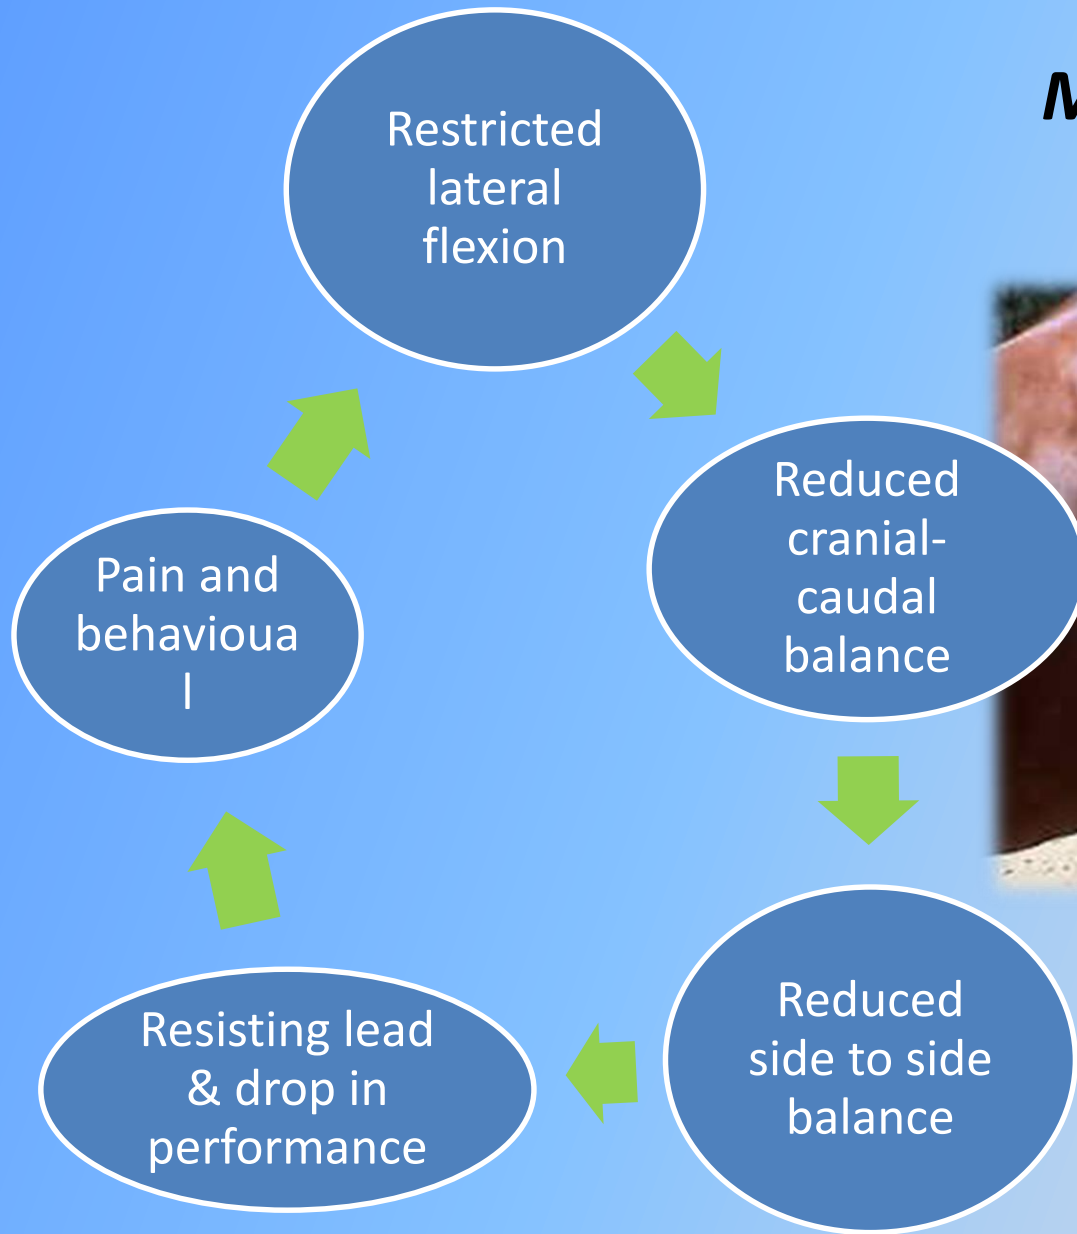 M
Restricted
lateral
flexion
Reduced
cranial-
caudal
balance
Reduced
side to side
balance
Resisting lead
& drop in
performance
Pain and
behavioua
l